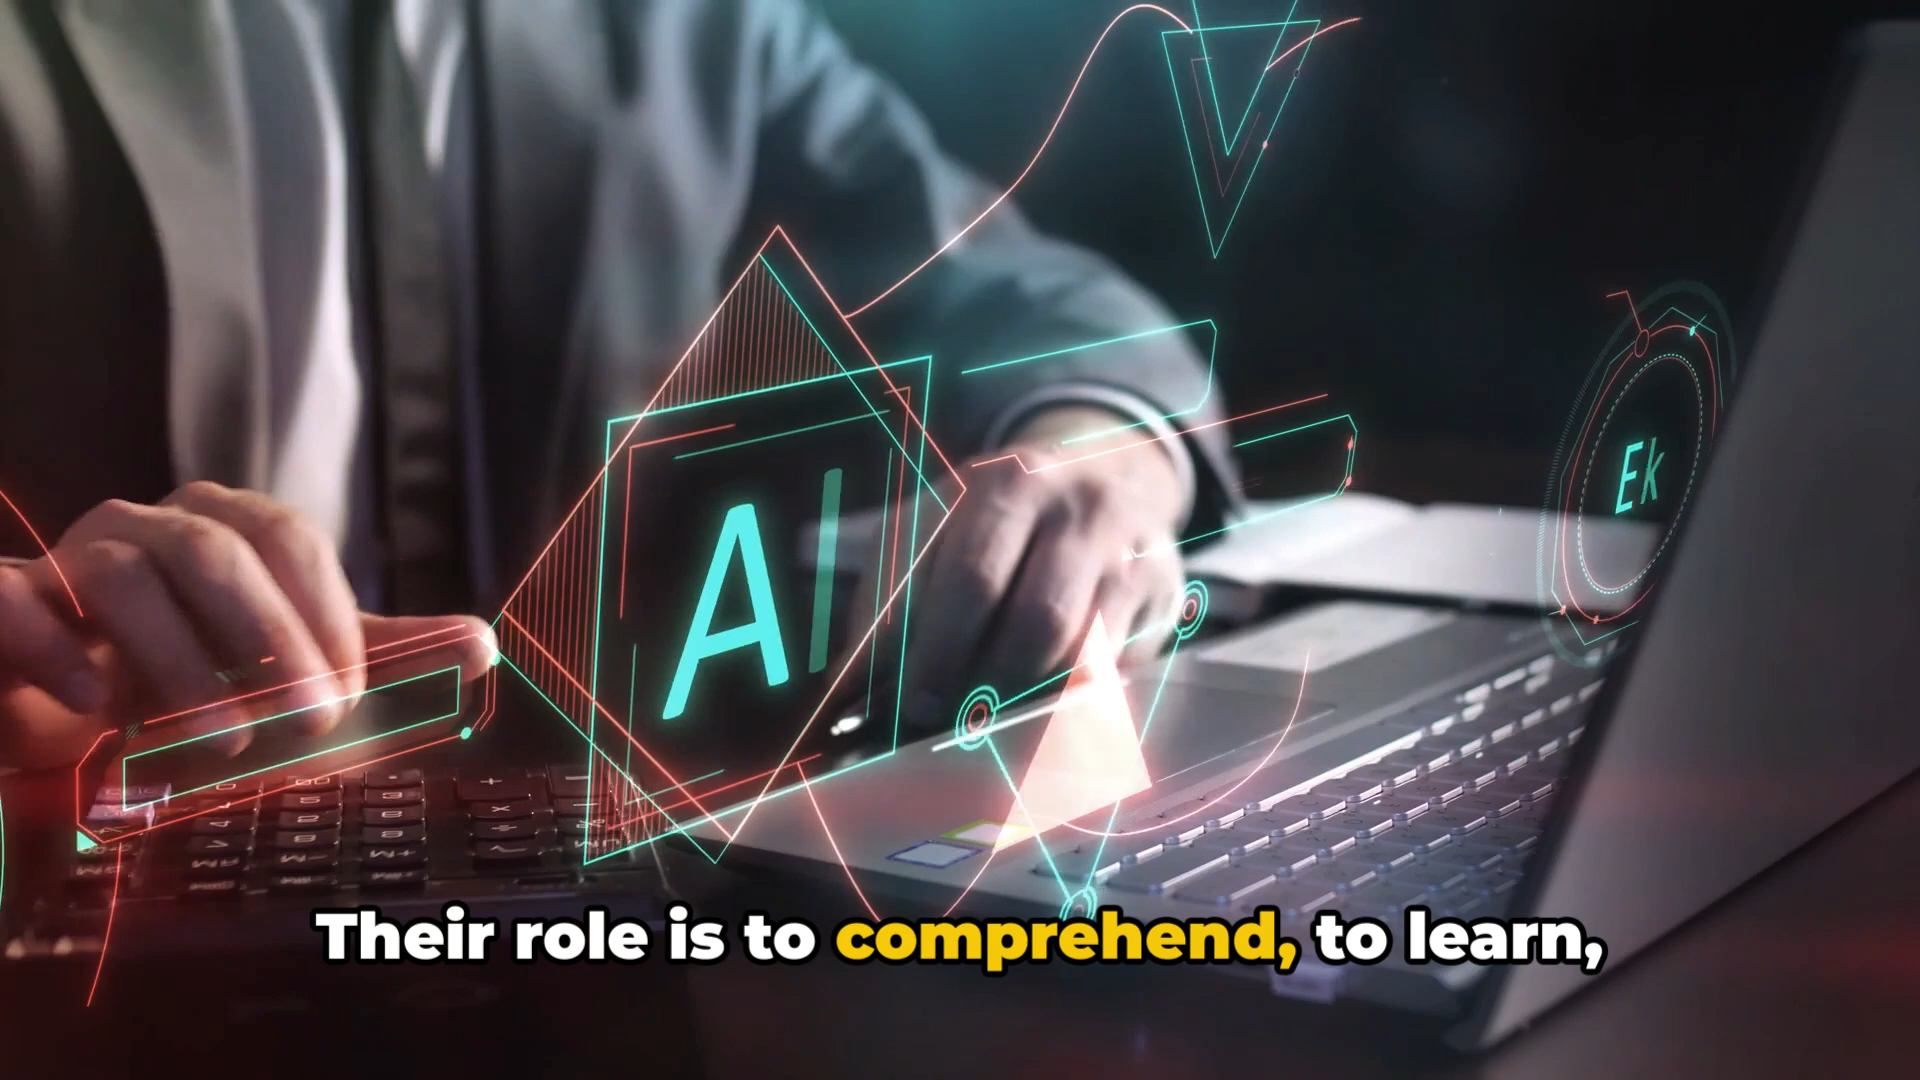 AI
Ek
Their role is to comprehend, to learn,